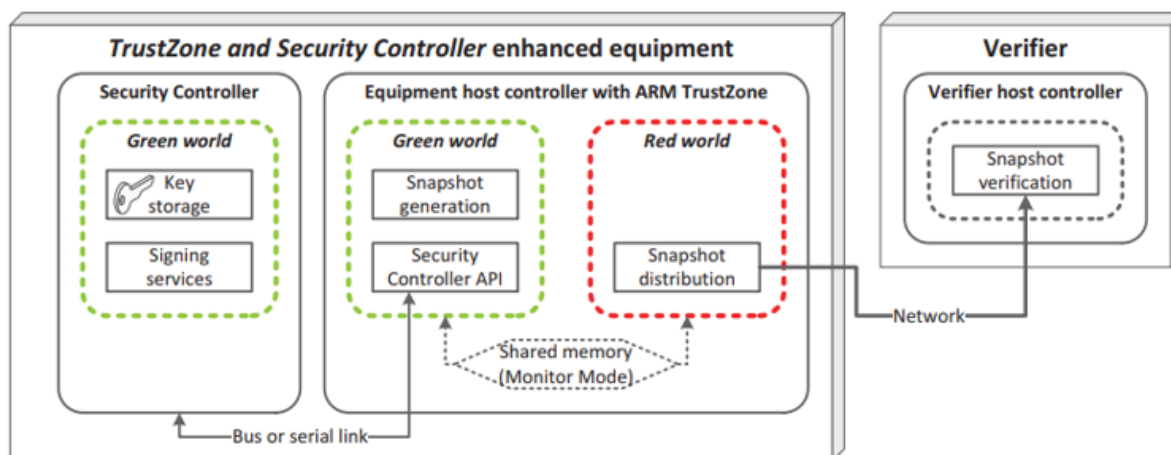 TrustZone and Security Controller enhanced equipment
Security Controller
Green world
Key
storage
Signing
services
Equipment host controller with ARM TrustZone
Green world
Snapshot
generation
Security
Controller API
Red world
Snapshot
distribution
Shared memory
(Monitor Mode)
Bus or serial link
Verifier
Verifier host controller
Snapshot
verification
Network